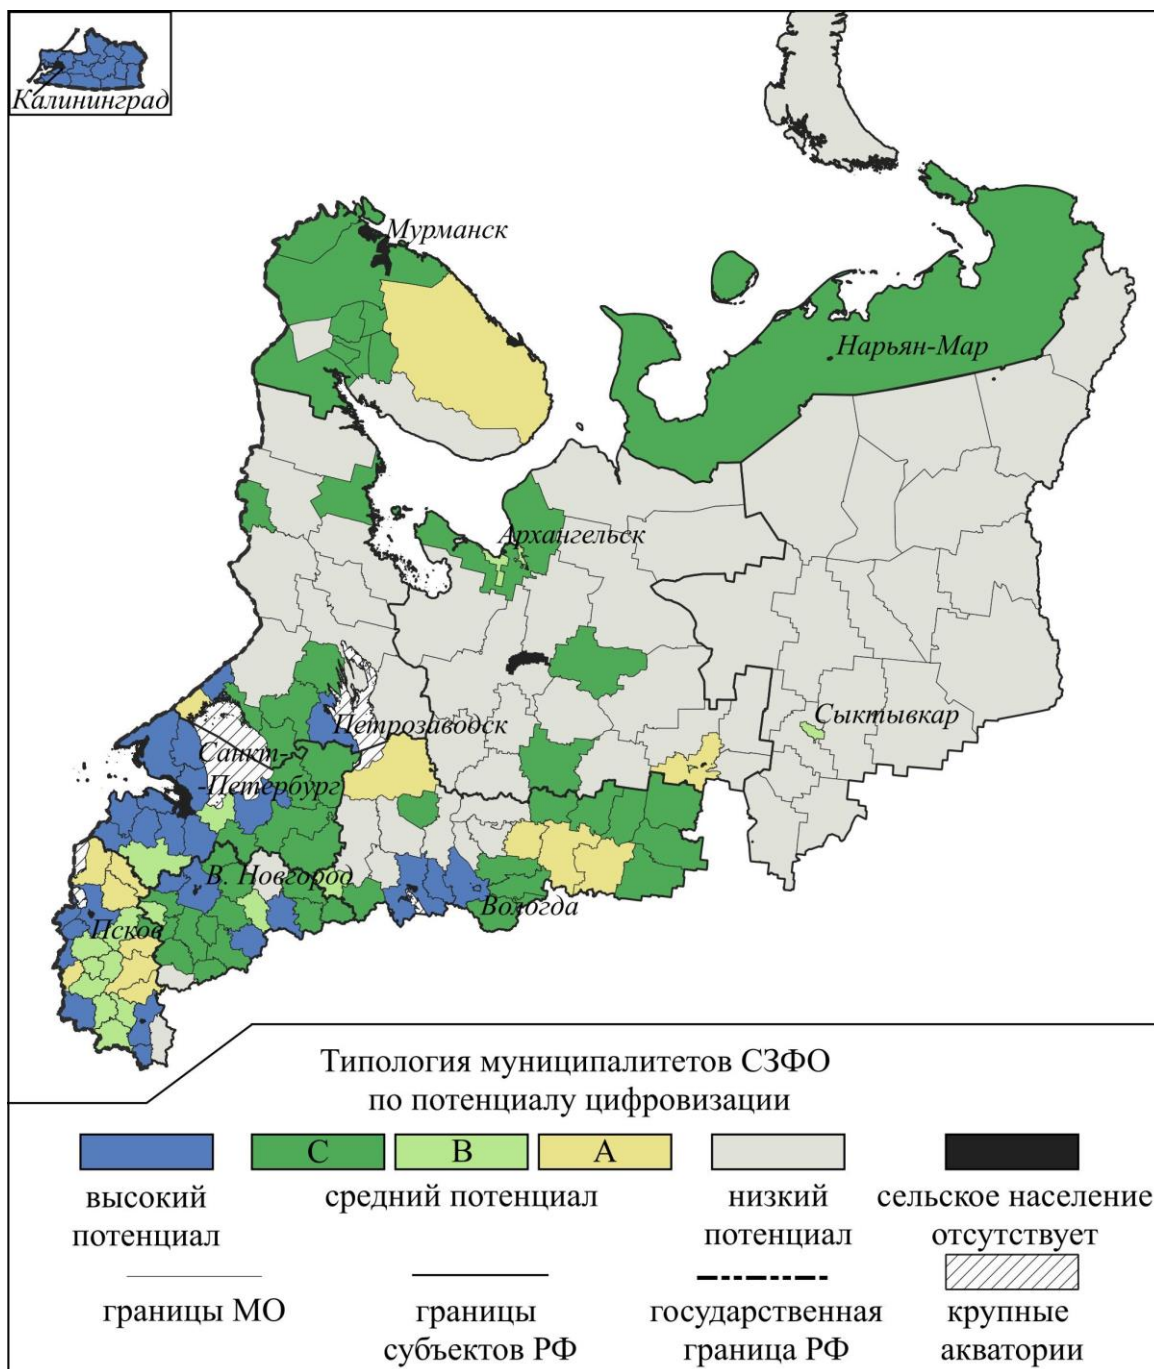 Калининград
Мурманск
Нарьян-Мар
Архангельск
Сыктывкар
Петрозаводск
Санкт-
-Петербург
В. Новгород
Вологда
Псков
Типология муниципалитетов СЗФО
по потенциалу цифровизации
С В А
высокий
потенциал
средний потенциал
низкий
потенциал
сельское население
отсутствует
границы МО
границы
субъектов РФ
государственная
граница РФ
крупные
акватории